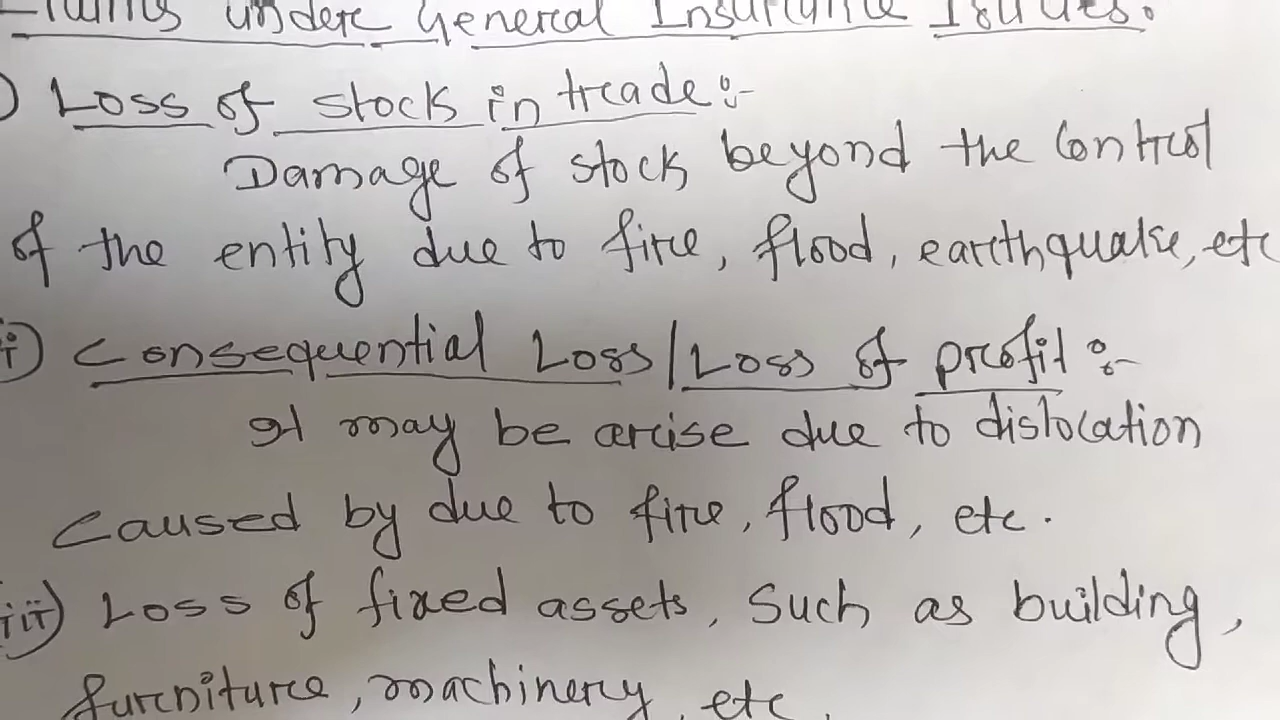 Claims under General Insurance Issues.
) Loss of stock in trade :-
Damage of stock beyond the control
of the entity due to fire, flood, earthquake, etc
ii) Consequential Loss/Loss of profit :-
It may be arise due to dislocation
caused by due to fire, flood, etc.
iii) Loss of fixed assets, such as building,
furniture, machinery, etc.